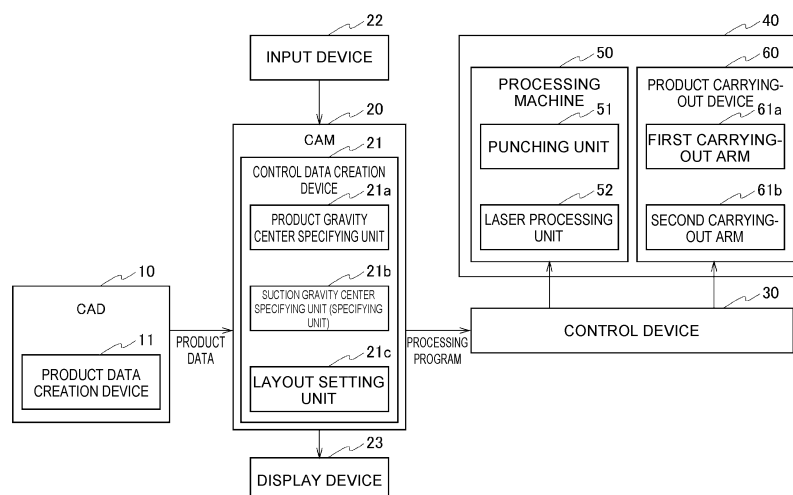 22
INPUT DEVICE
20
CAM
21
CONTROL DATA CREATION
DEVICE
21a
PRODUCT GRAVITY
CENTER SPECIFYING UNIT
21b
SUCTION GRAVITY CENTER
SPECIFYING UNIT (SPECIFYING
UNIT)
21c
LAYOUT SETTING
UNIT
23
DISPLAY DEVICE
10
CAD
11
PRODUCT DATA
CREATION DEVICE
PRODUCT
DATA
PROCESSING
PROGRAM
40
50
PROCESSING
MACHINE
51
PUNCHING UNIT
52
LASER PROCESSING
UNIT
60
PRODUCT CARRYING-
OUT DEVICE
61a
FIRST CARRYING-
OUT ARM
61b
SECOND CARRYING-
OUT ARM
30
CONTROL DEVICE